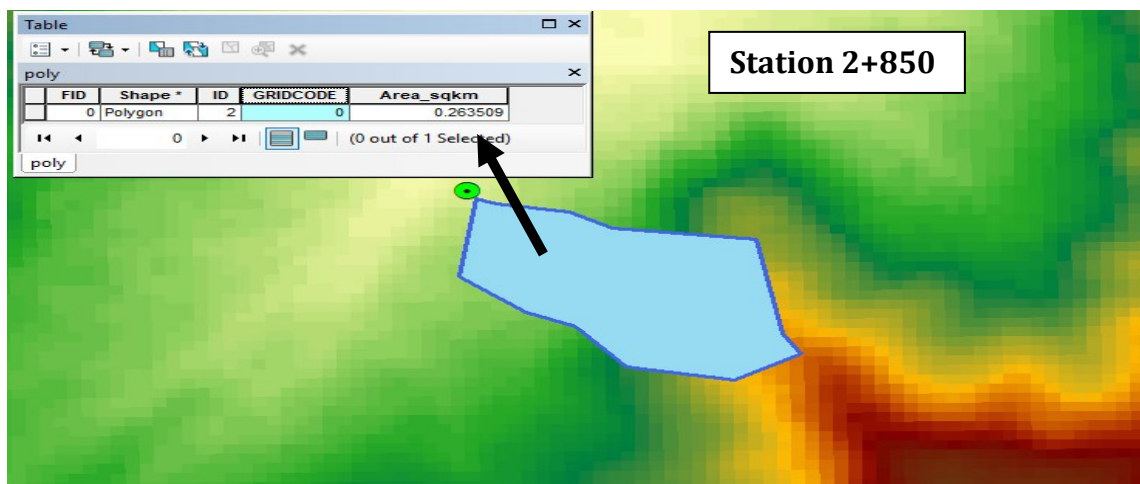 Table
poly
FID Shape * ID GRIDCODE Area_sqkm
0 Polygon 2 0 0.263509
0 (0 out of 1 Selected)
poly
Station 2+850